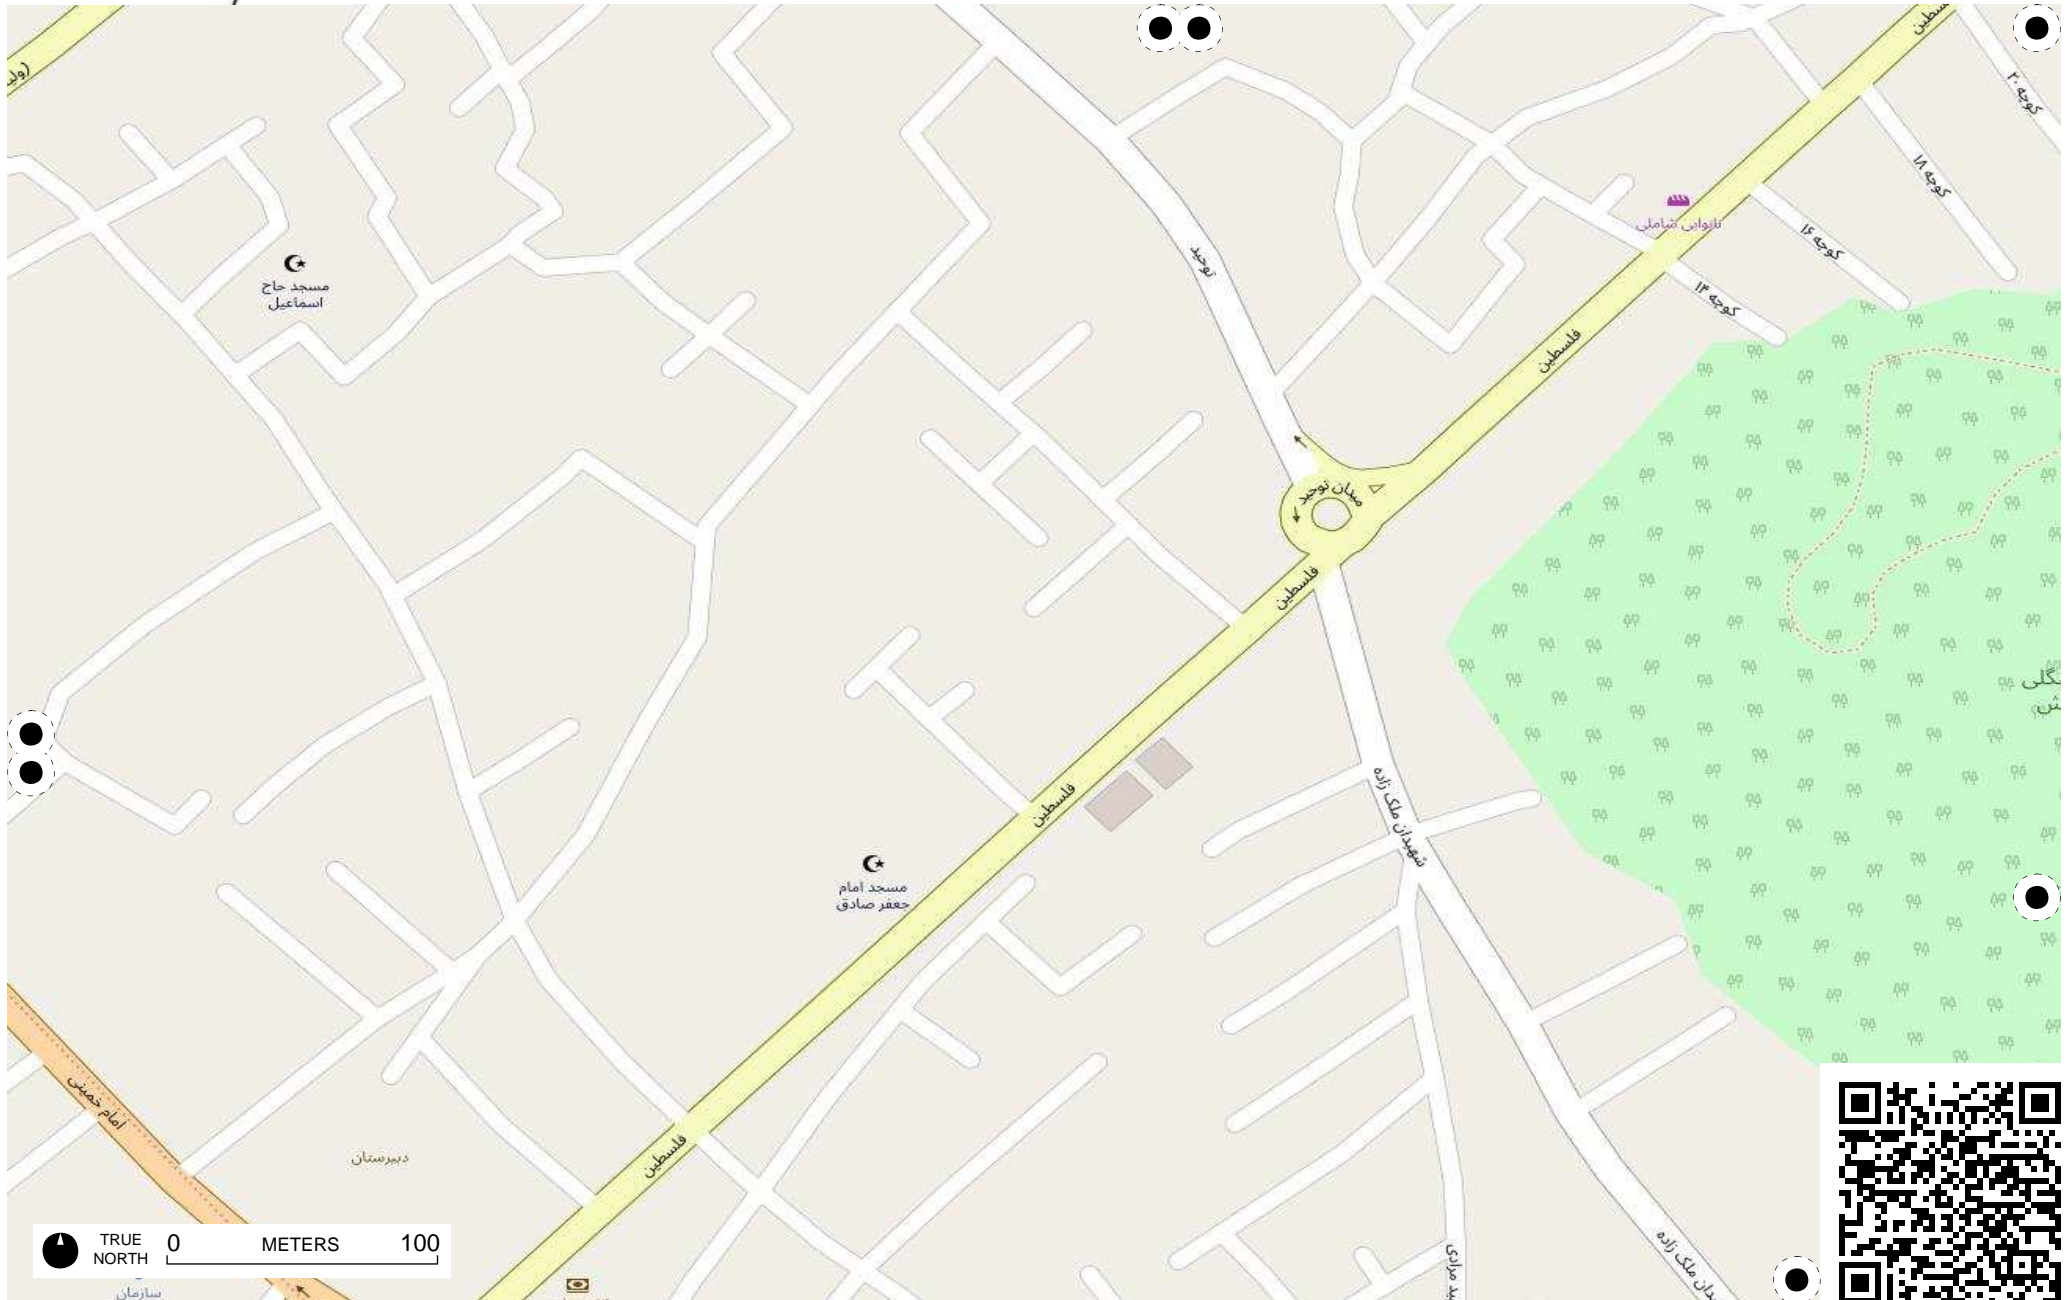 فلسطین
کوچه ۲۰
کوچه ۱۸
نانوایی شاملی
کوچه ۱۶
توحید
مسجد حاج
اسماعیل
کوچه ۱۴
فلسطین
میدان توحید
فلسطین
شهیدان ملک زاده
فلسطین
مسجد امام
جعفر صادق
امام خمینی
دبیرستان
فلسطین
TRUE
NORTH
0 METERS 100
سازمان